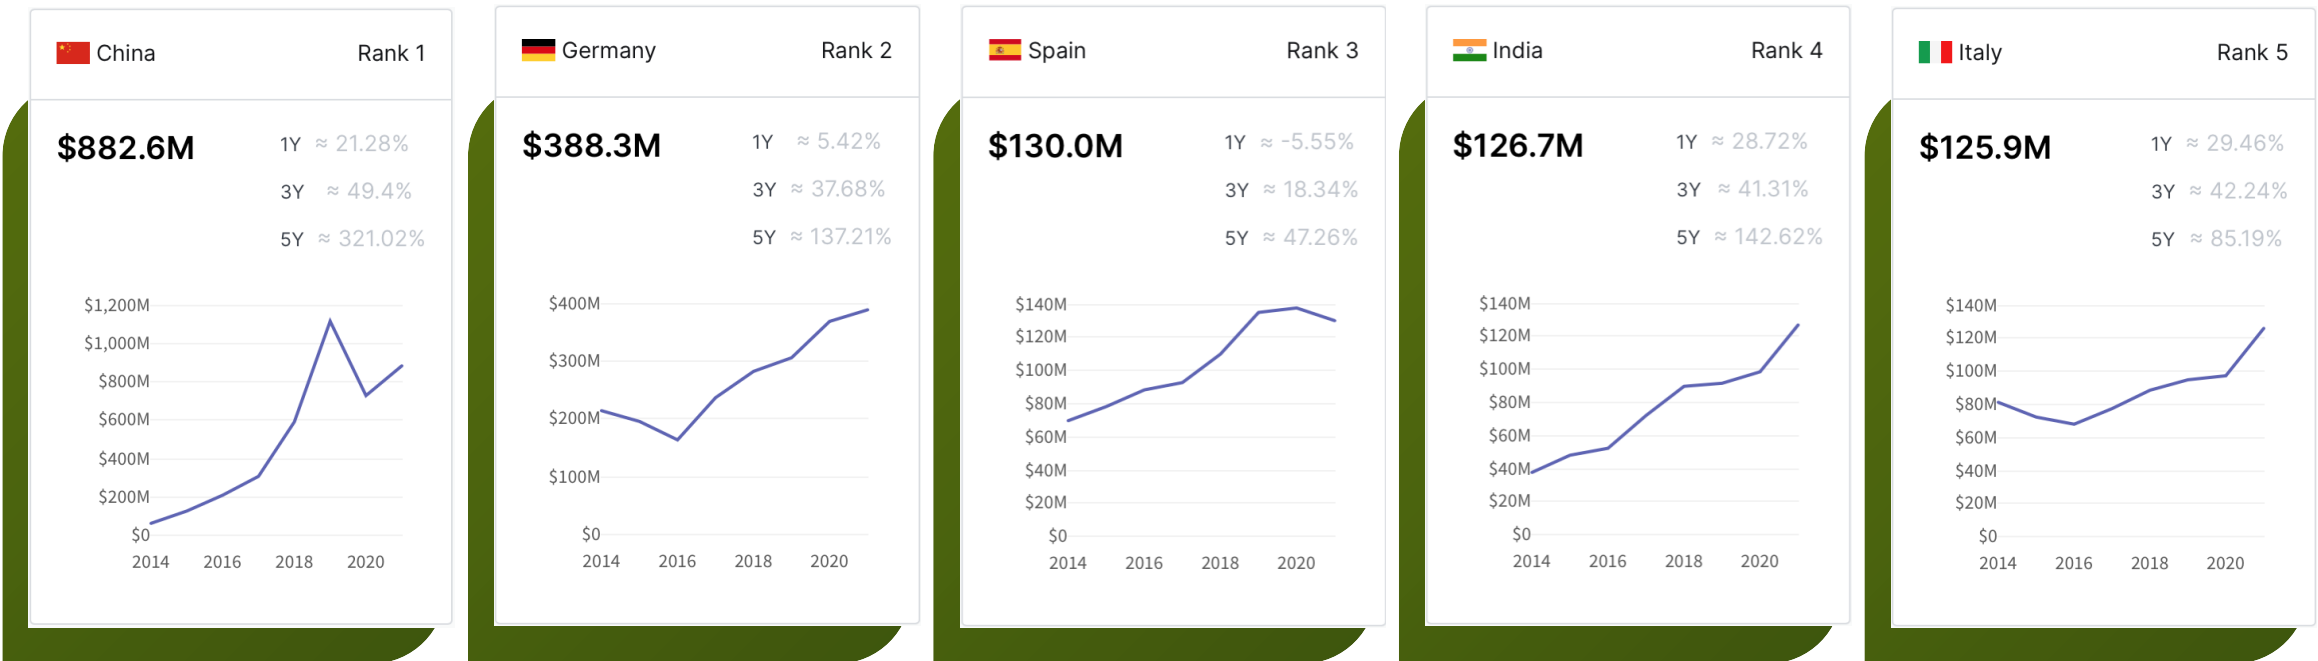 China Rank 1
$882.6M 1Y ≈ 21.28%
3Y ≈ 49.4%
5Y ≈ 321.02%
$1,200M
$1,000M
$800M
$600M
$400M
$200M
$0
2014 2016 2018 2020
Germany Rank 2
$388.3M 1Y ≈ 5.42%
3Y ≈ 37.68%
5Y ≈ 137.21%
$400M
$300M
$200M
$100M
$0
2014 2016 2018 2020
Spain Rank 3
$130.0M 1Y ≈ -5.55%
3Y ≈ 18.34%
5Y ≈ 47.26%
$140M
$120M
$100M
$80M
$60M
$40M
$20M
$0
2014 2016 2018 2020
India Rank 4
$126.7M 1Y ≈ 28.72%
3Y ≈ 41.31%
5Y ≈ 142.62%
$140M
$120M
$100M
$80M
$60M
$40M
$20M
$0
2014 2016 2018 2020
Italy Rank 5
$125.9M 1Y ≈ 29.46%
3Y ≈ 42.24%
5Y ≈ 85.19%
$140M
$120M
$100M
$80M
$60M
$40M
$20M
$0
2014 2016 2018 2020